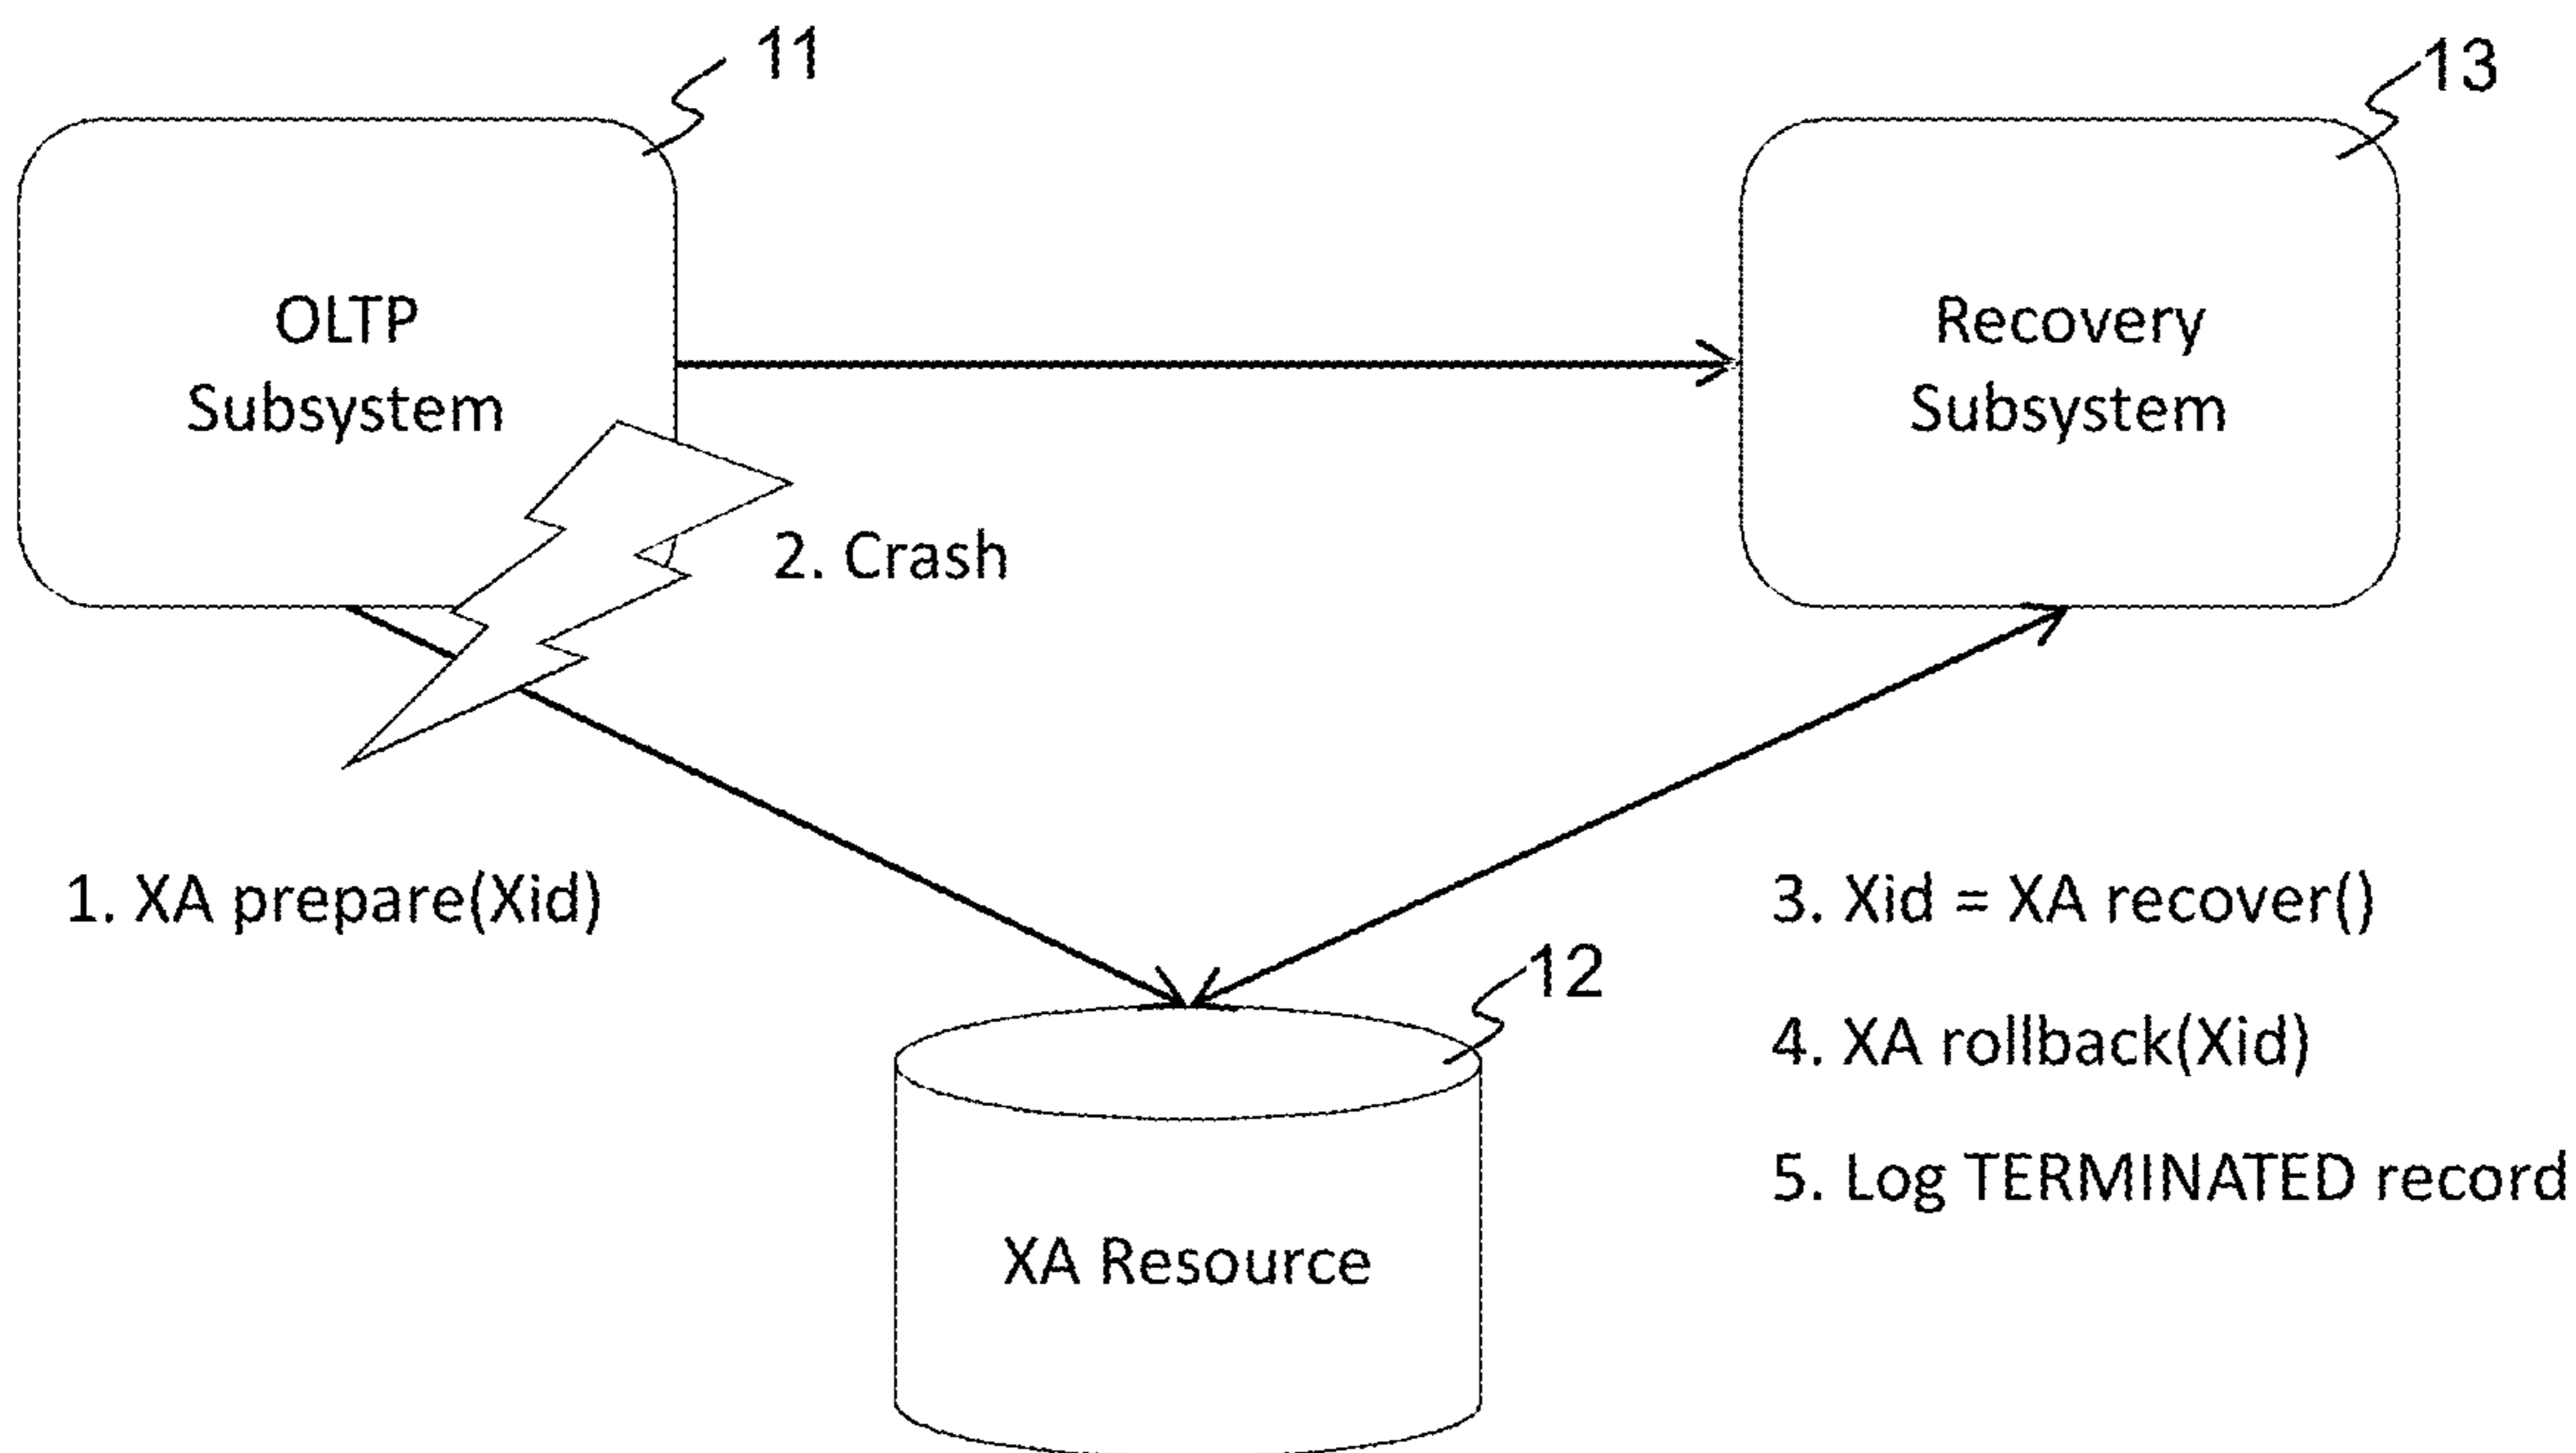 11
13
OLTP
Subsystem
Recovery
Subsystem
2. Crash
1. XA prepare(Xid)
3. Xid = XA recover()
12
4. XA rollback(Xid)
5. Log TERMINATED record
XA Resource